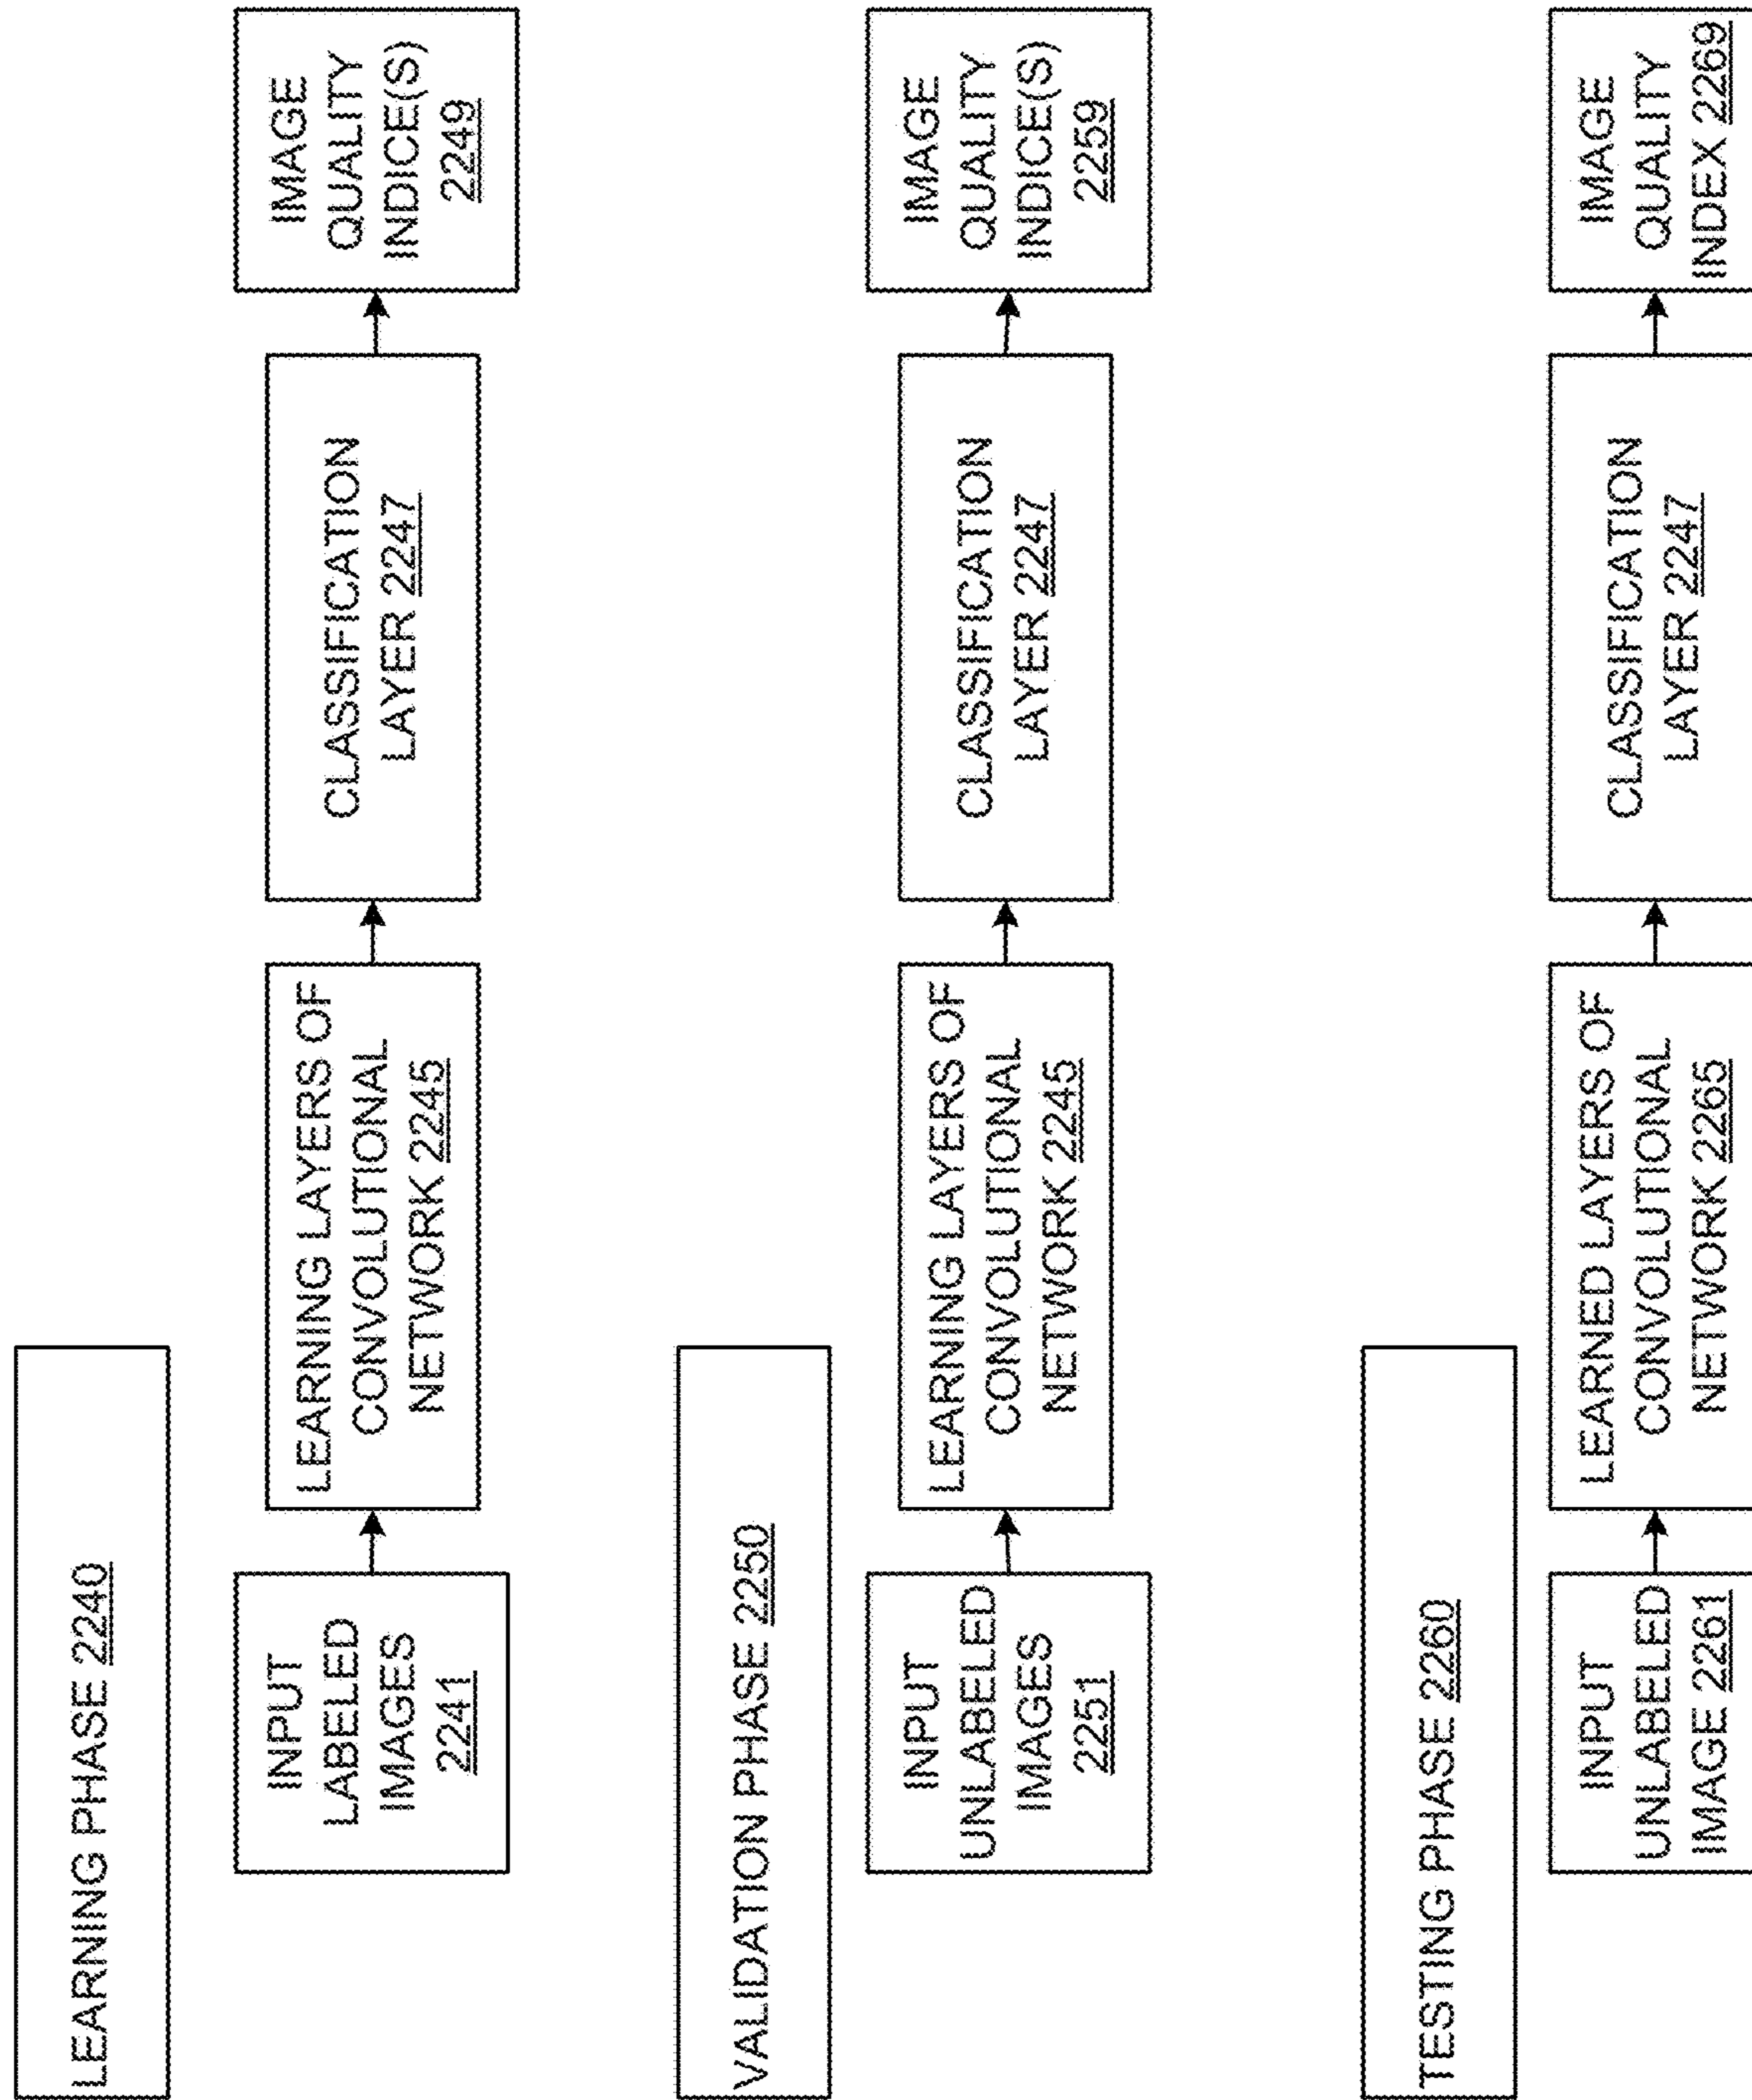 LEARNING PHASE 2240
INPUT
LABELED
IMAGES
2241
LEARNING LAYERS OF
CONVOLUTIONAL
NETWORK 2245
CLASSIFICATION
LAYER 2247
IMAGE
QUALITY
INDICE(S)
2249
VALIDATION PHASE 2250
INPUT
UNLABELED
IMAGES
2251
LEARNING LAYERS OF
CONVOLUTIONAL
NETWORK 2245
CLASSIFICATION
LAYER 2247
IMAGE
QUALITY
INDICE(S)
2259
TESTING PHASE 2260
INPUT
UNLABELED
IMAGE 2261
LEARNED LAYERS OF
CONVOLUTIONAL
NETWORK 2265
CLASSIFICATION
LAYER 2247
IMAGE
QUALITY
INDEX 2269